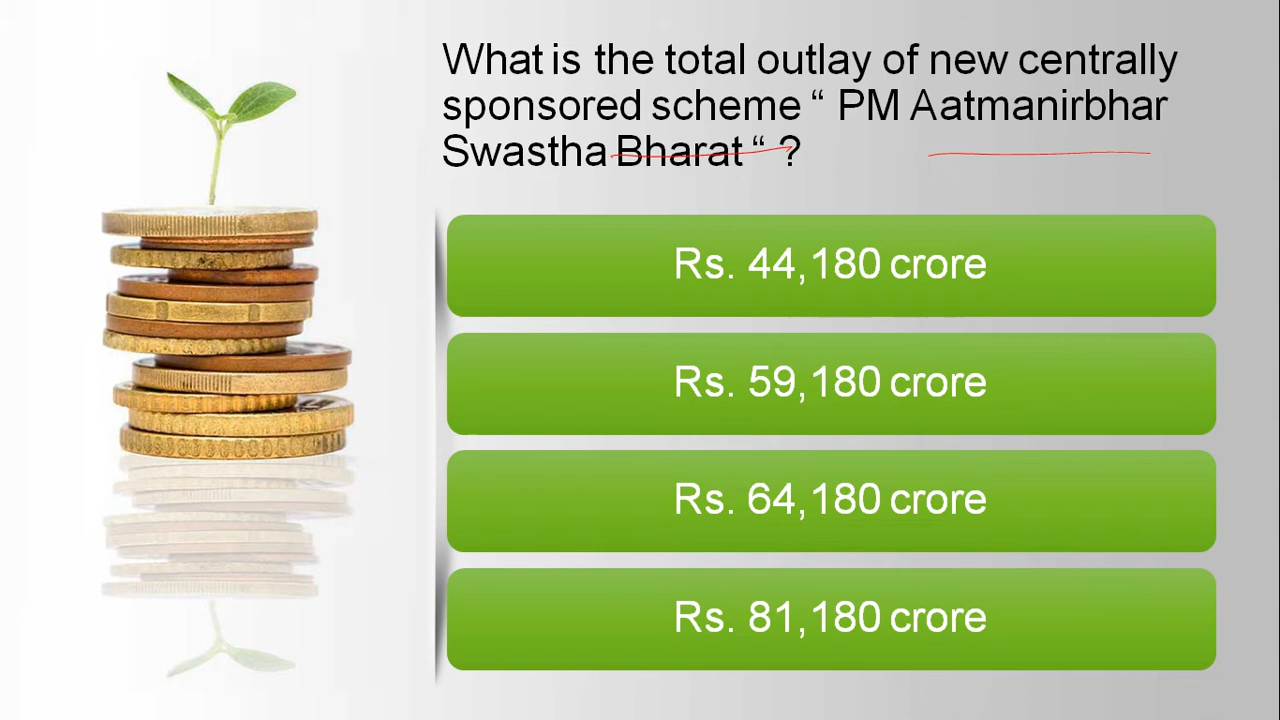 What is the total outlay of new centrally
sponsored scheme “ PM Aatmanirbhar
Swastha Bharat “ ?
Rs. 44,180 crore
Rs. 59,180 crore
Rs. 64,180 crore
Rs. 81,180 crore